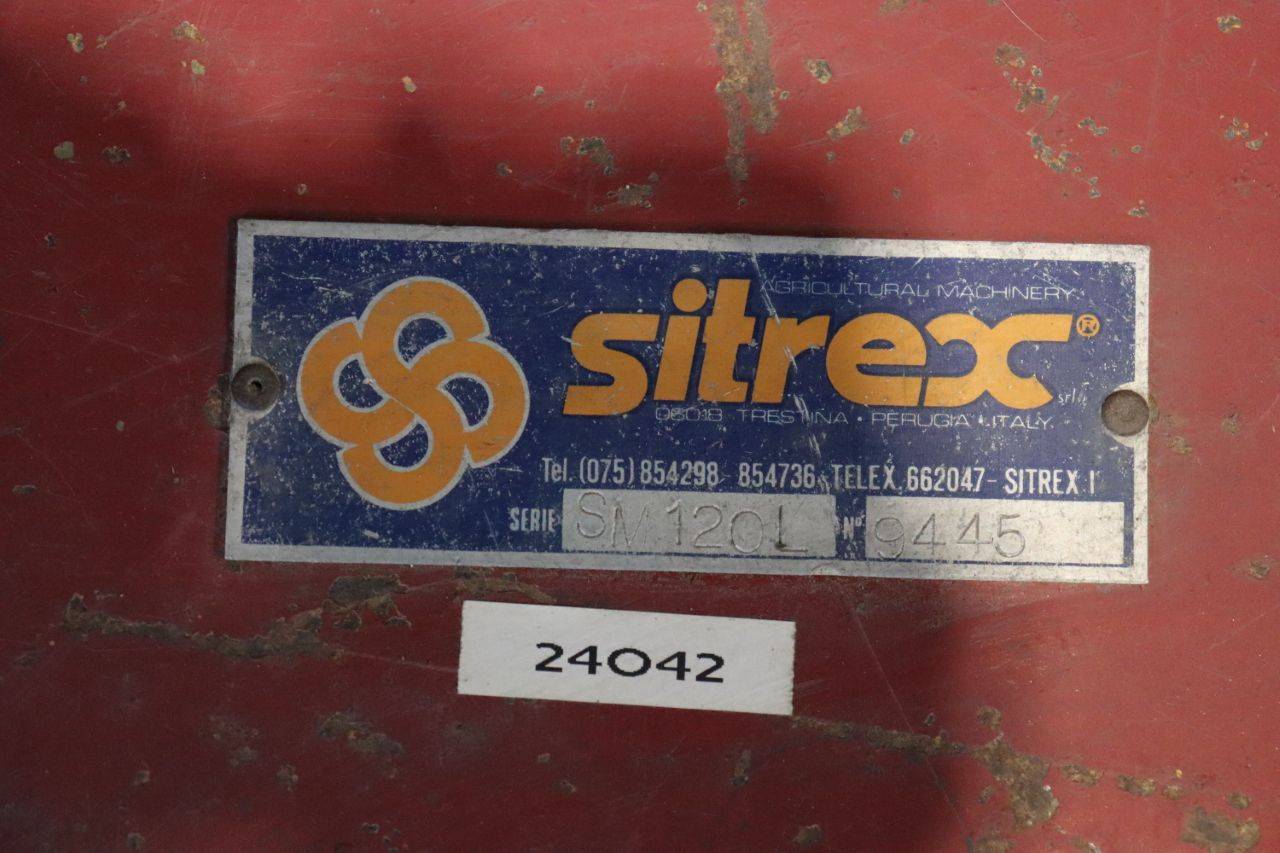 AGRICULTURAL MACHINERY
sitrex®
srl
06018 TRESTINA • PERUGIA • ITALY
Tel. (075) 854298 854736 - TELEX 662047 - SITREX I
SERIE SM 120L N° 9445
24042